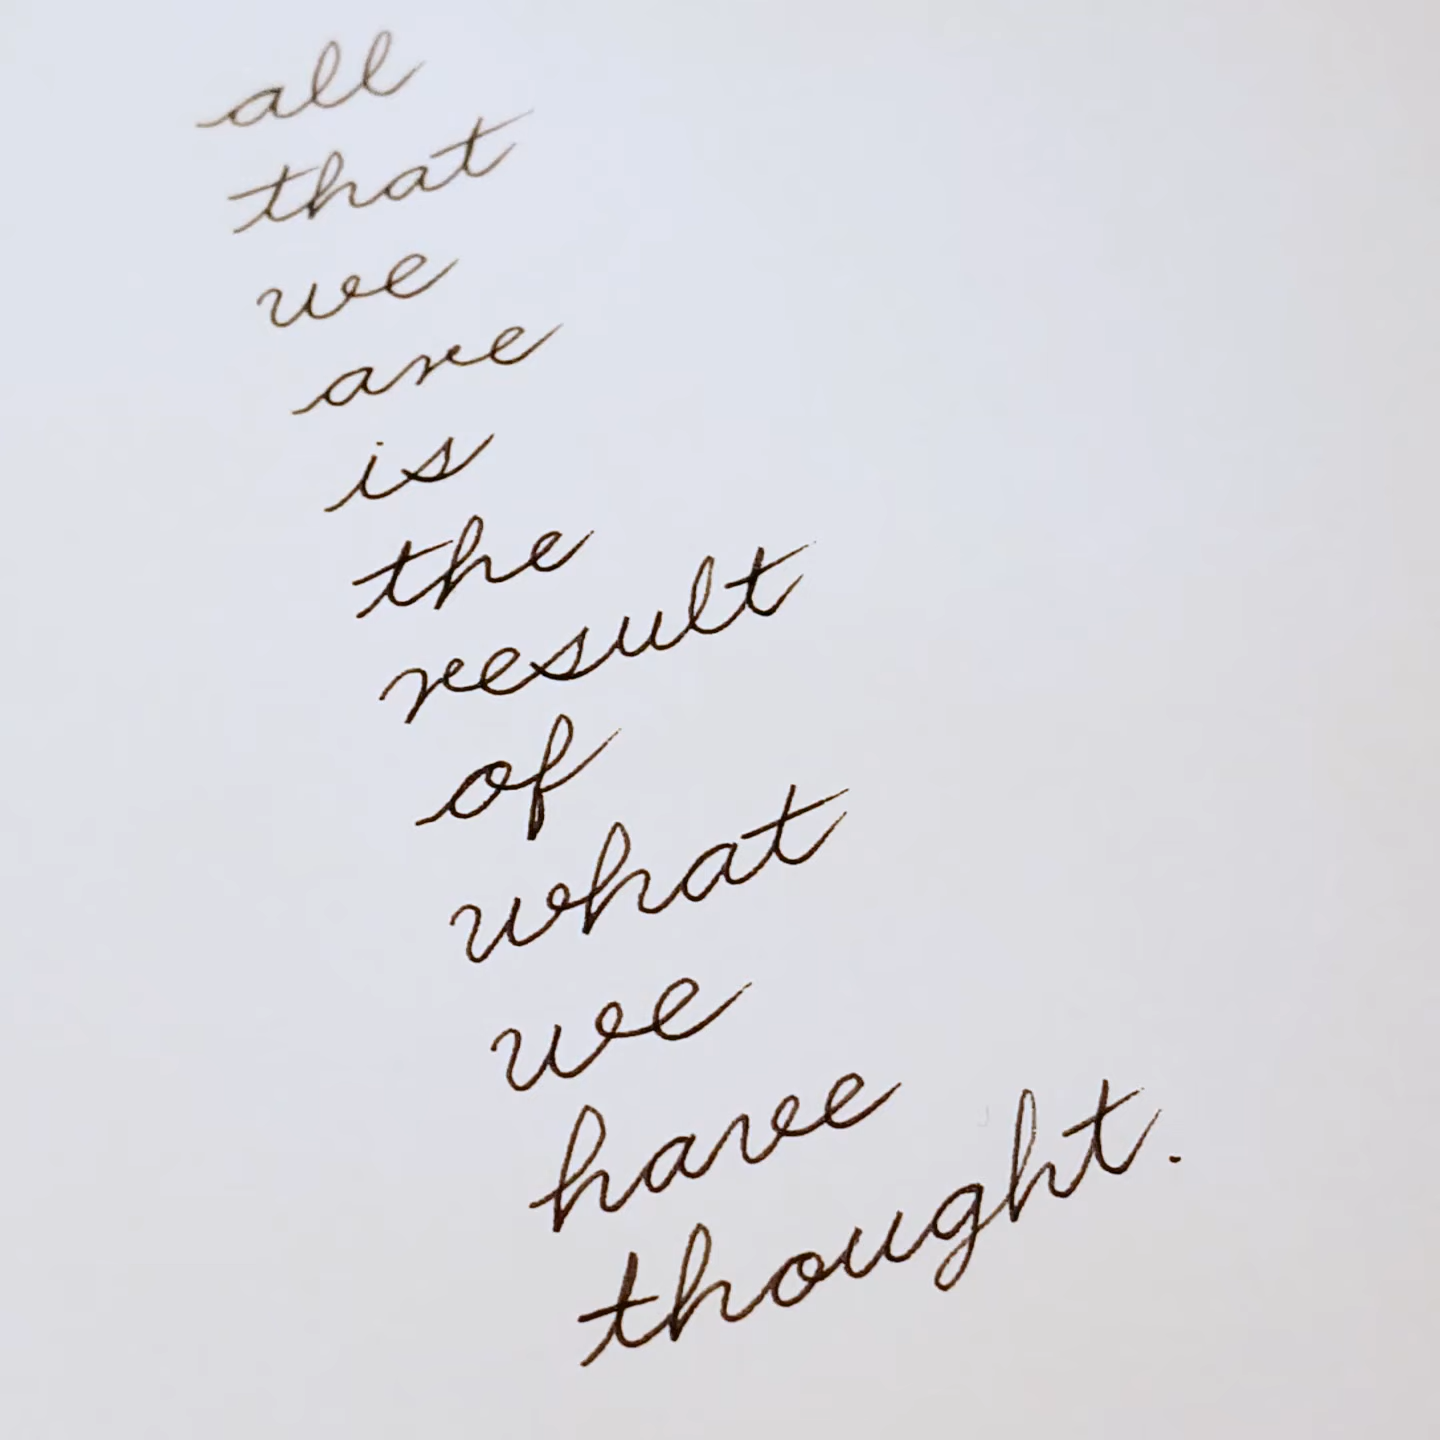 all
that
we
are
is
the
result
of
what
we
have
thought.